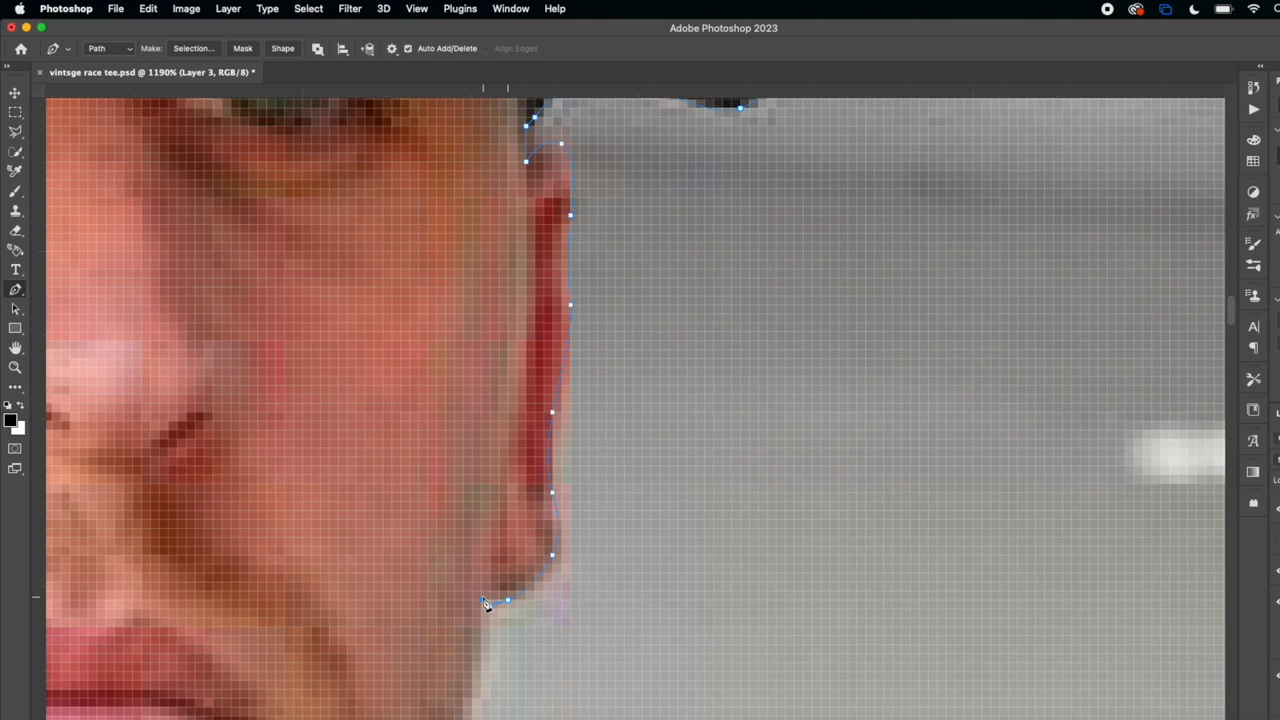 Photoshop File Edit Image Layer Type Select Filter 3D View Plugins Window Help
Adobe Photoshop 2023
Path Make: Selection... Mask Shape Auto Add/Delete Align Edges
vintsge race tee.psd @ 1190% (Layer 3, RGB/8) *